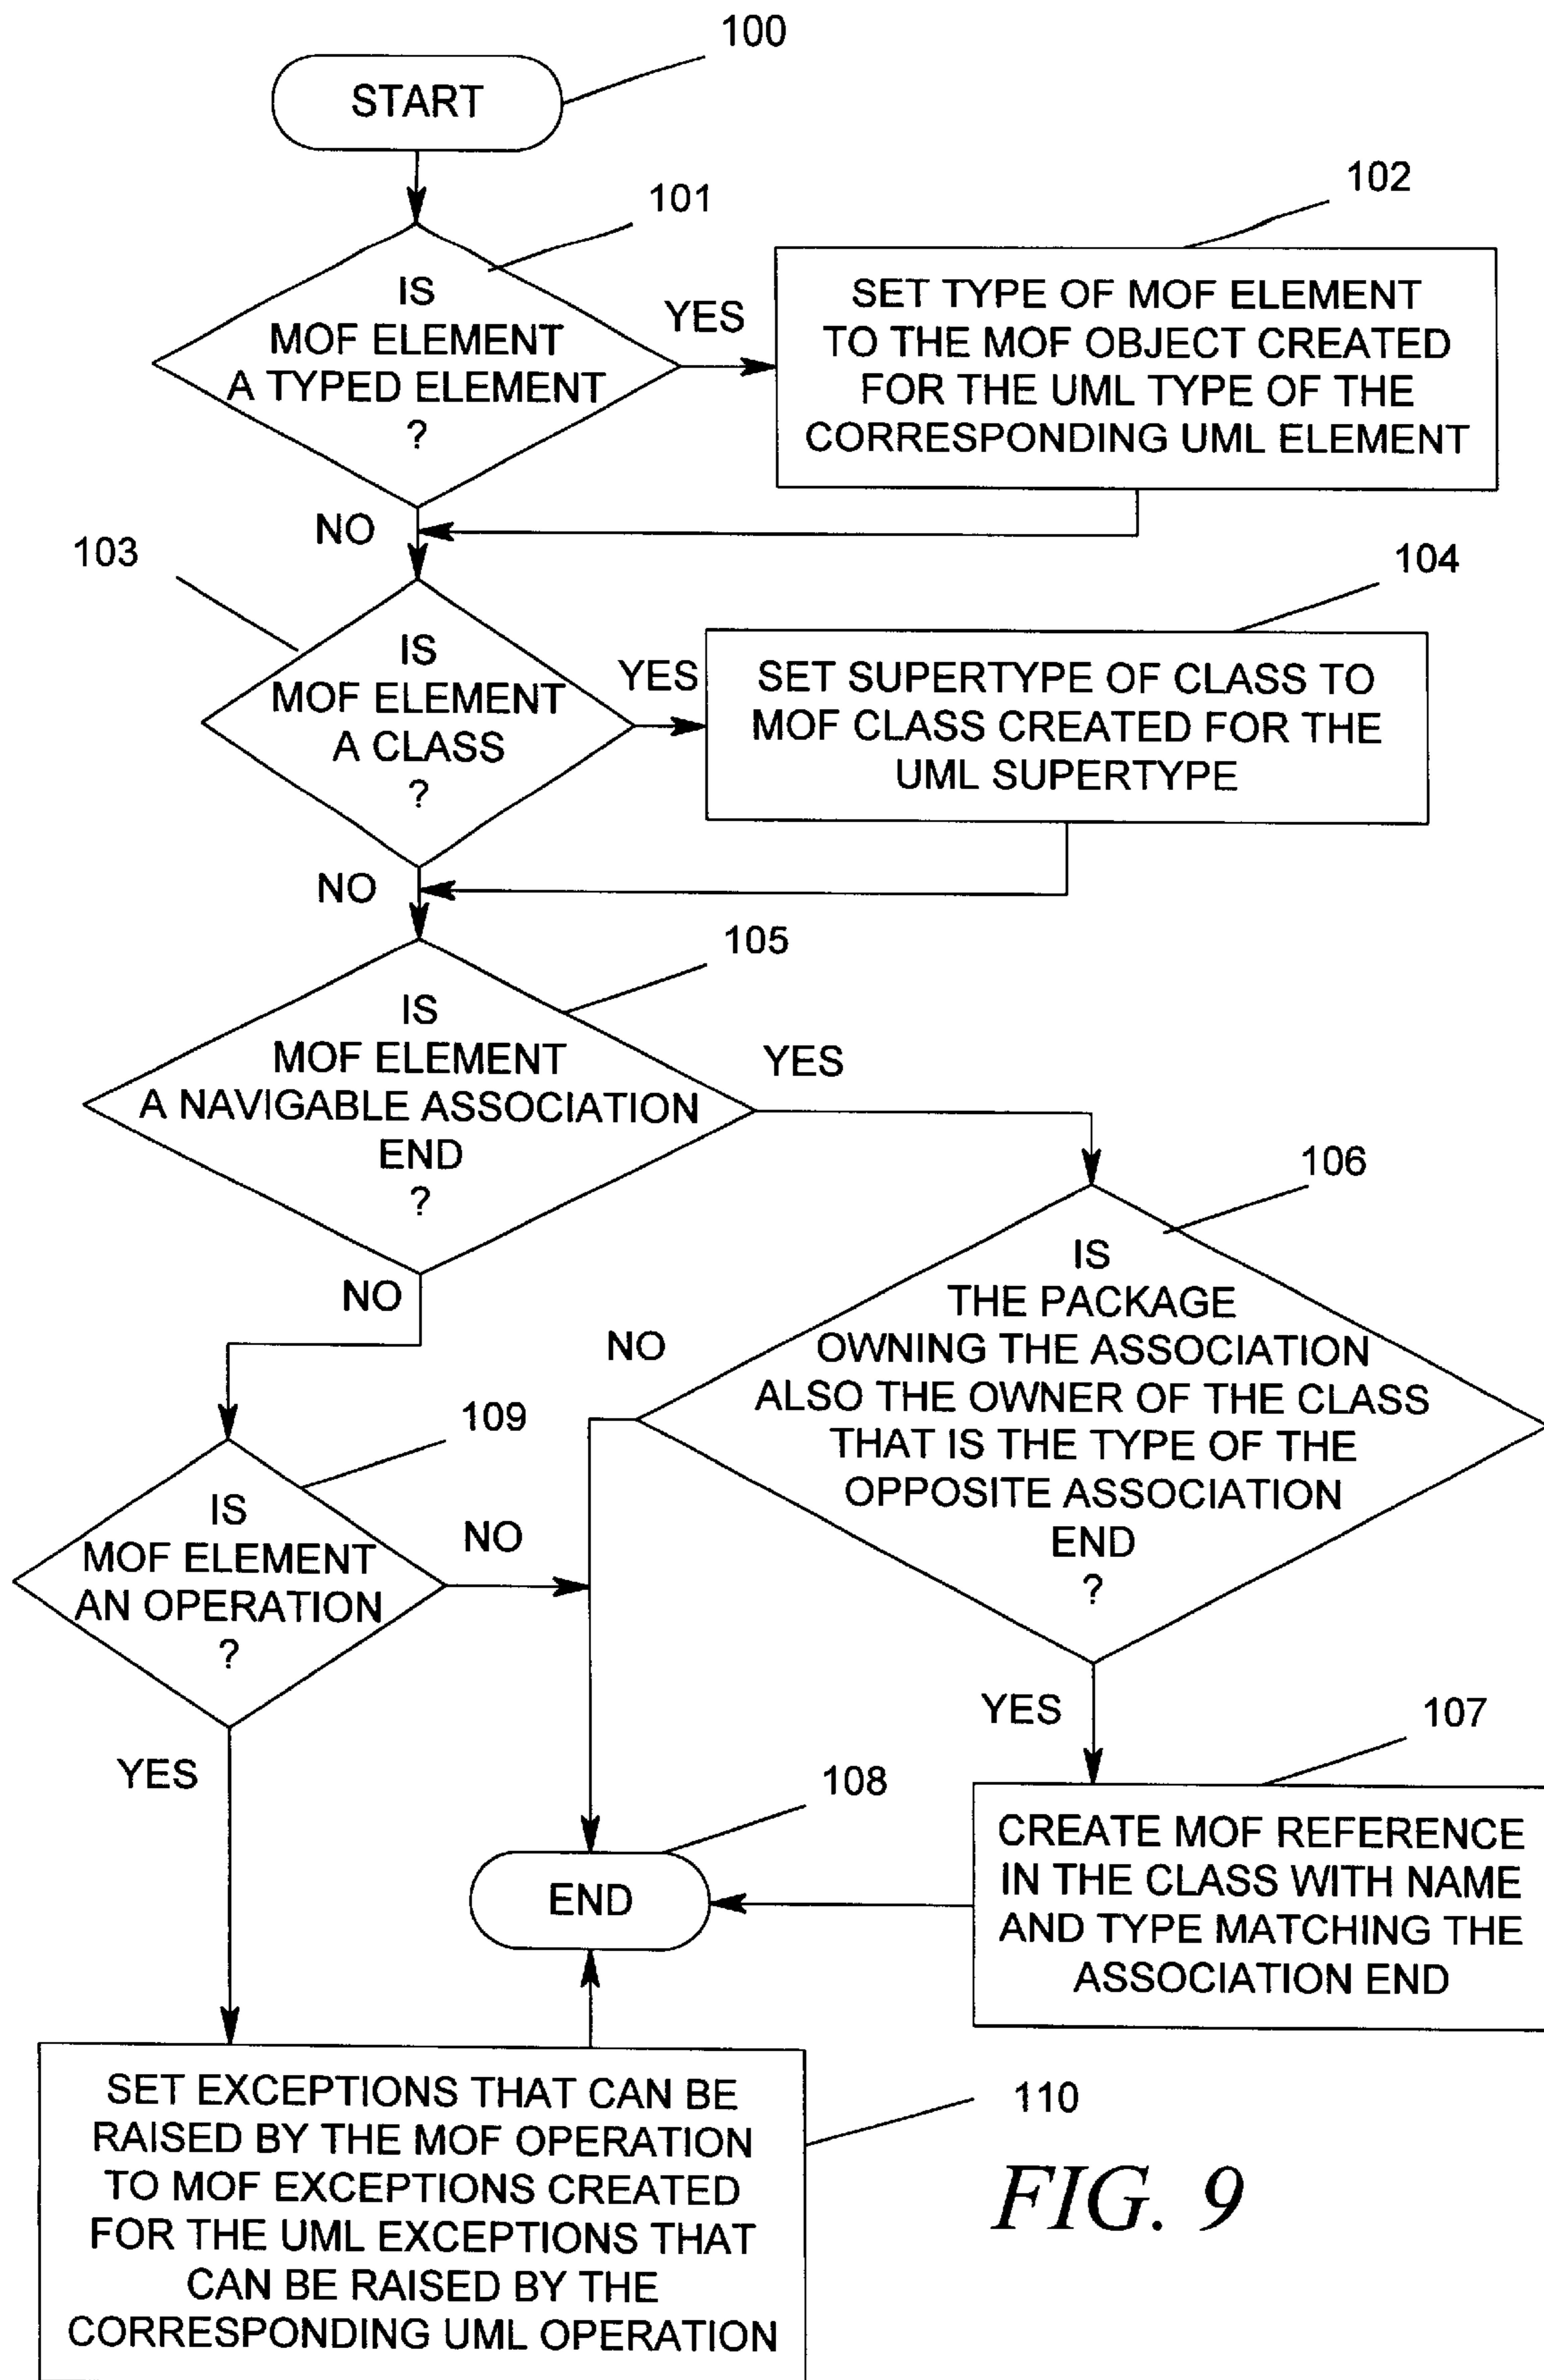 100
START
101
102
IS
MOF ELEMENT
A TYPED ELEMENT
?
YES
SET TYPE OF MOF ELEMENT
TO THE MOF OBJECT CREATED
FOR THE UML TYPE OF THE
CORRESPONDING UML ELEMENT
NO
103
104
IS
MOF ELEMENT
A CLASS
?
YES
SET SUPERTYPE OF CLASS TO
MOF CLASS CREATED FOR THE
UML SUPERTYPE
NO
105
IS
MOF ELEMENT
A NAVIGABLE ASSOCIATION
END
?
YES
106
NO
IS
THE PACKAGE
OWNING THE ASSOCIATION
ALSO THE OWNER OF THE CLASS
THAT IS THE TYPE OF THE
OPPOSITE ASSOCIATION
END
?
NO
109
IS
MOF ELEMENT
AN OPERATION
?
NO
YES
YES
107
108
CREATE MOF REFERENCE
IN THE CLASS WITH NAME
AND TYPE MATCHING THE
ASSOCIATION END
END
SET EXCEPTIONS THAT CAN BE
RAISED BY THE MOF OPERATION
TO MOF EXCEPTIONS CREATED
FOR THE UML EXCEPTIONS THAT
CAN BE RAISED BY THE
CORRESPONDING UML OPERATION
110
FIG. 9